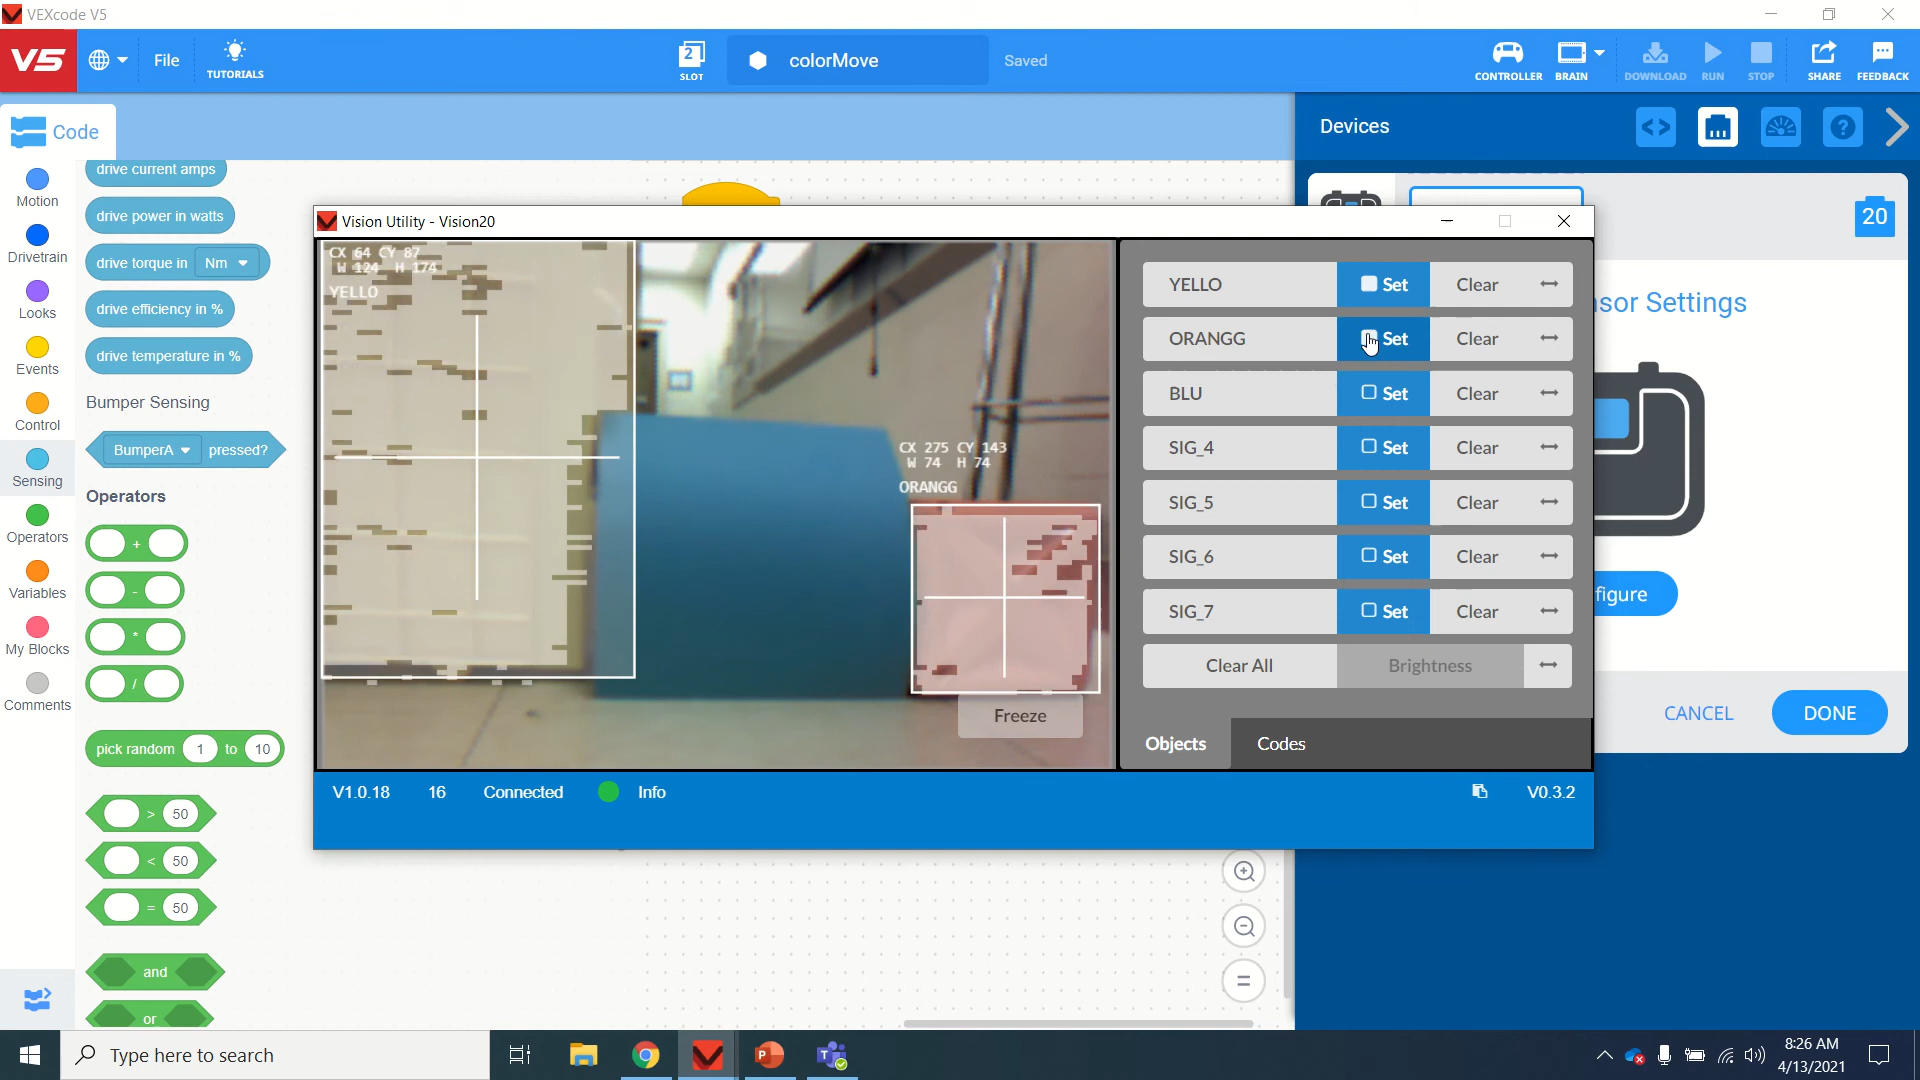 VEXcode V5
V5
File
TUTORIALS
2
SLOT
colorMove
Saved
CONTROLLER
BRAIN
DOWNLOAD
RUN
STOP
SHARE
FEEDBACK
Code
Devices
Motion
Drivetrain
Looks
Events
Control
Sensing
Operators
Variables
My Blocks
Comments
drive current amps
drive power in watts
drive torque in Nm
drive efficiency in %
drive temperature in %
Bumper Sensing
BumperA pressed?
Operators
+
-
*
/
pick random 1 to 10
> 50
< 50
= 50
and
or
Vision Utility - Vision20
CX 64 CY 87
W 124 H 174
YELLO
CX 275 CY 143
W 74 H 74
ORANGG
Freeze
YELLO Set Clear
ORANGG Set Clear
BLU Set Clear
SIG_4 Set Clear
SIG_5 Set Clear
SIG_6 Set Clear
SIG_7 Set Clear
Clear All Brightness
Objects Codes
V1.0.18 16 Connected Info V0.3.2
20
sor Settings
figure
CANCEL DONE
Type here to search
8:26 AM
4/13/2021